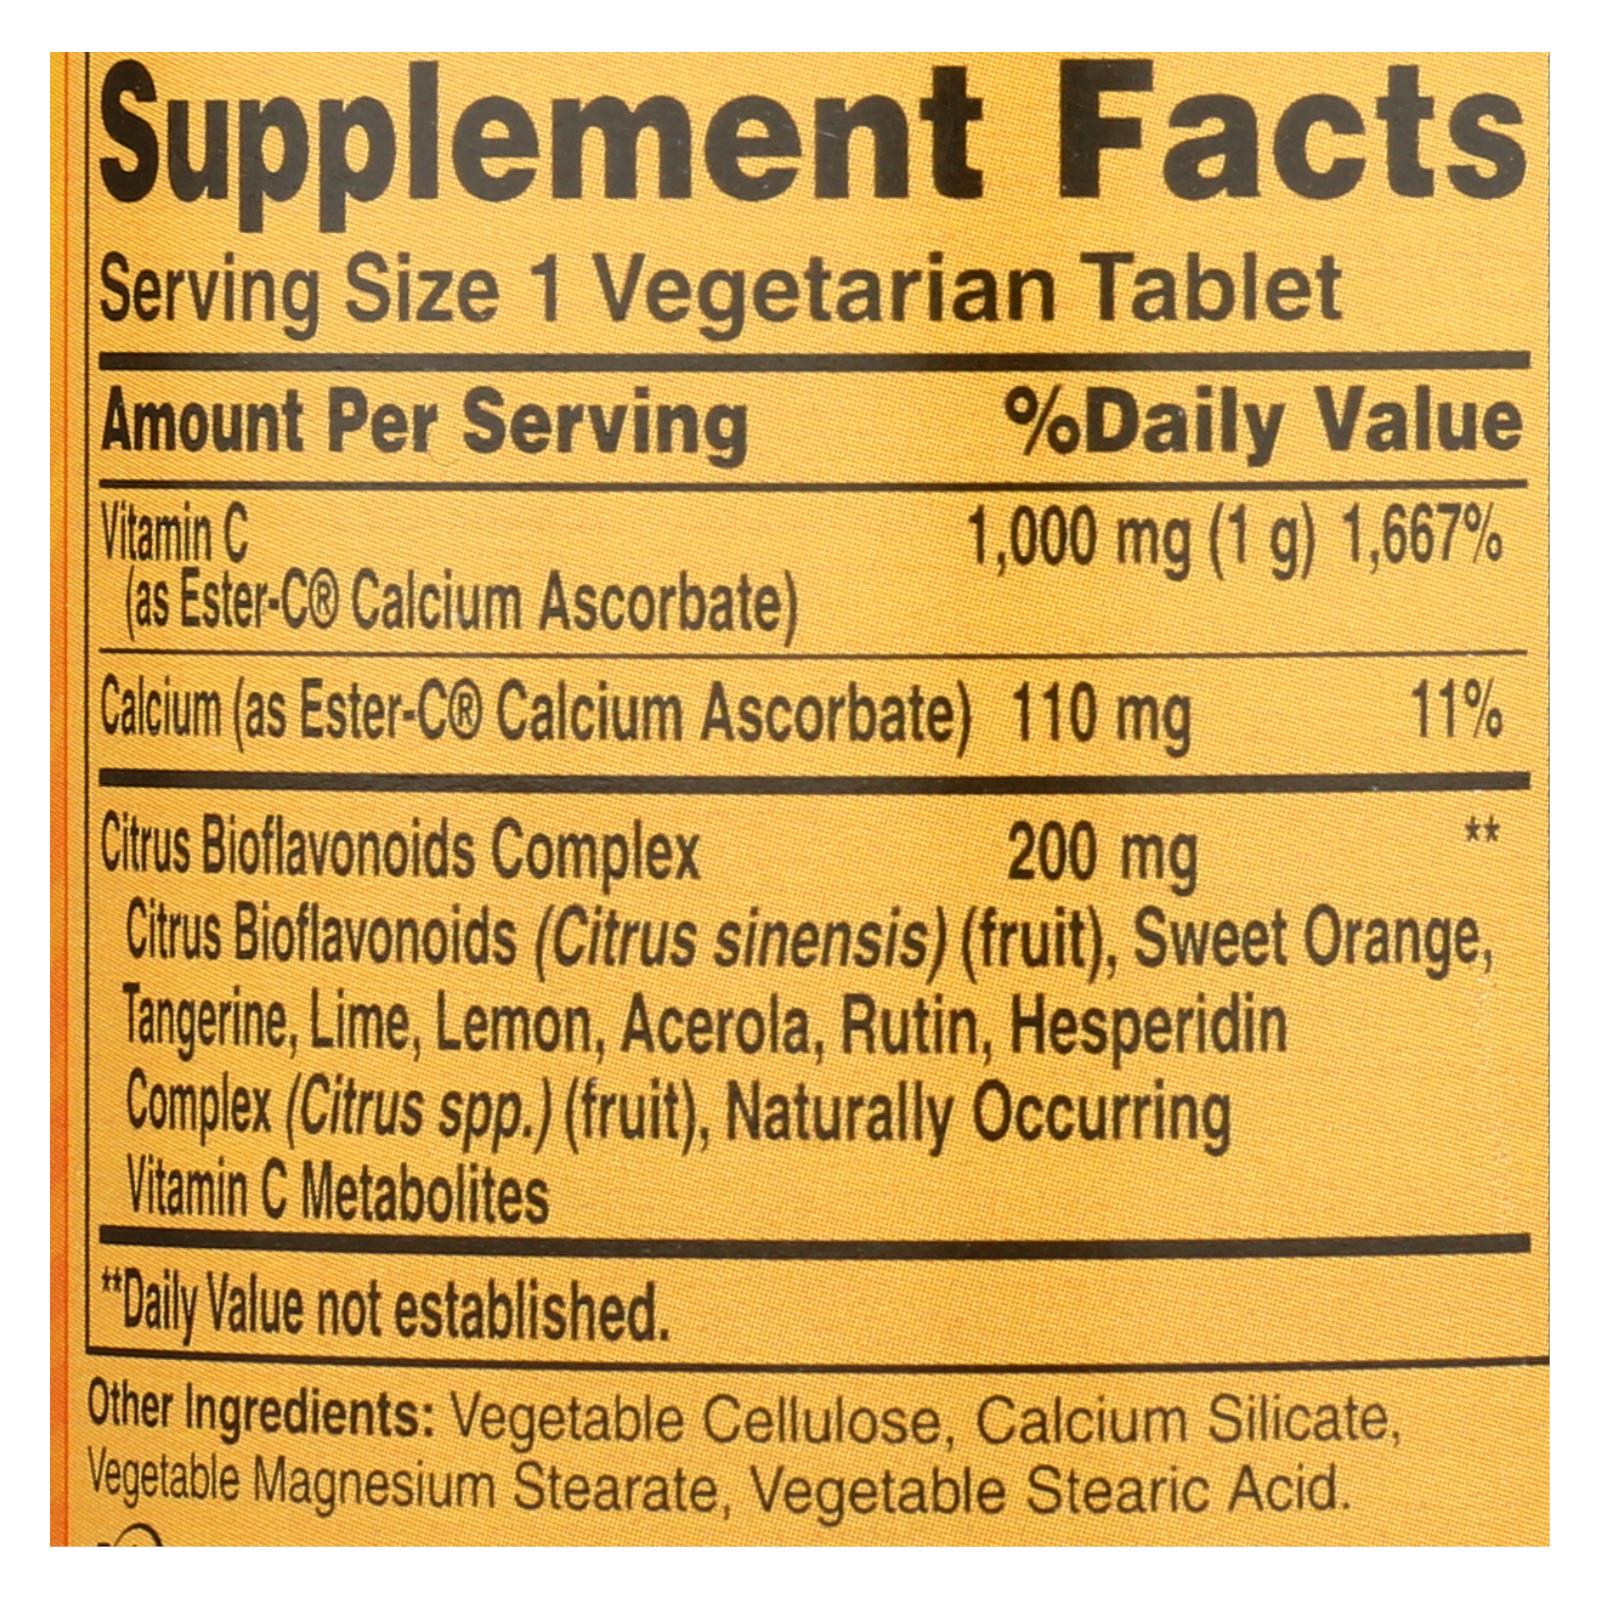 Supplement Facts
Serving Size 1 Vegetarian Tablet
Amount Per Serving %Daily Value
Vitamin C 1,000 mg (1 g) 1,667%
(as Ester-C® Calcium Ascorbate)
Calcium (as Ester-C® Calcium Ascorbate) 110 mg 11%
Citrus Bioflavonoids Complex 200 mg **
Citrus Bioflavonoids (Citrus sinensis) (fruit), Sweet Orange,
Tangerine, Lime, Lemon, Acerola, Rutin, Hesperidin
Complex (Citrus spp.) (fruit), Naturally Occurring
Vitamin C Metabolites
**Daily Value not established.
Other Ingredients: Vegetable Cellulose, Calcium Silicate,
Vegetable Magnesium Stearate, Vegetable Stearic Acid.